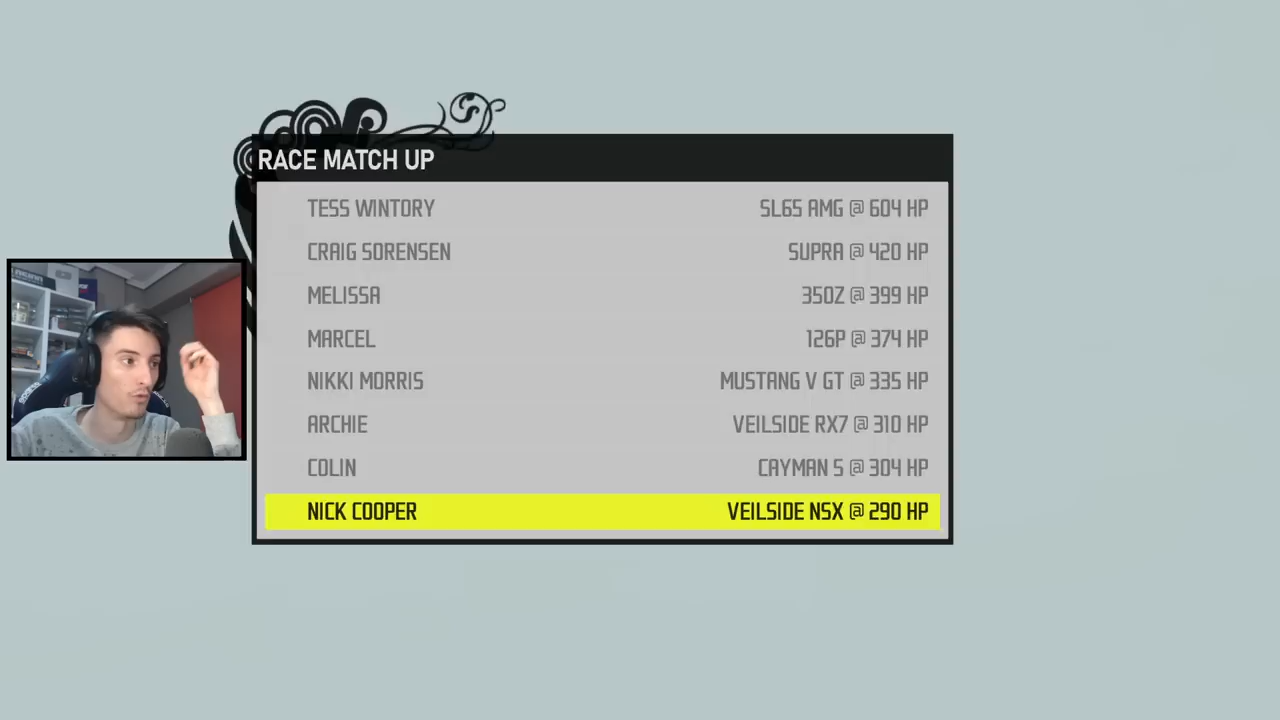 RACE MATCH UP
TESS WINTORY SL65 AMG @ 604 HP
CRAIG SORENSEN SUPRA @ 420 HP
MELISSA 350Z @ 399 HP
MARCEL 126P @ 374 HP
NIKKI MORRIS MUSTANG V GT @ 335 HP
ARCHIE VEILSIDE RX7 @ 310 HP
COLIN CAYMAN S @ 304 HP
NICK COOPER VEILSIDE NSX @ 290 HP